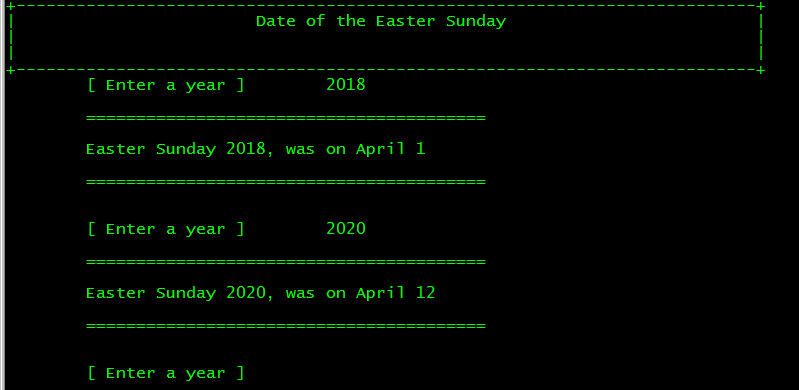 Date of the Easter Sunday
[ Enter a year ] 2018
========================================
Easter Sunday 2018, was on April 1
========================================
[ Enter a year ] 2020
========================================
Easter Sunday 2020, was on April 12
========================================
[ Enter a year ]